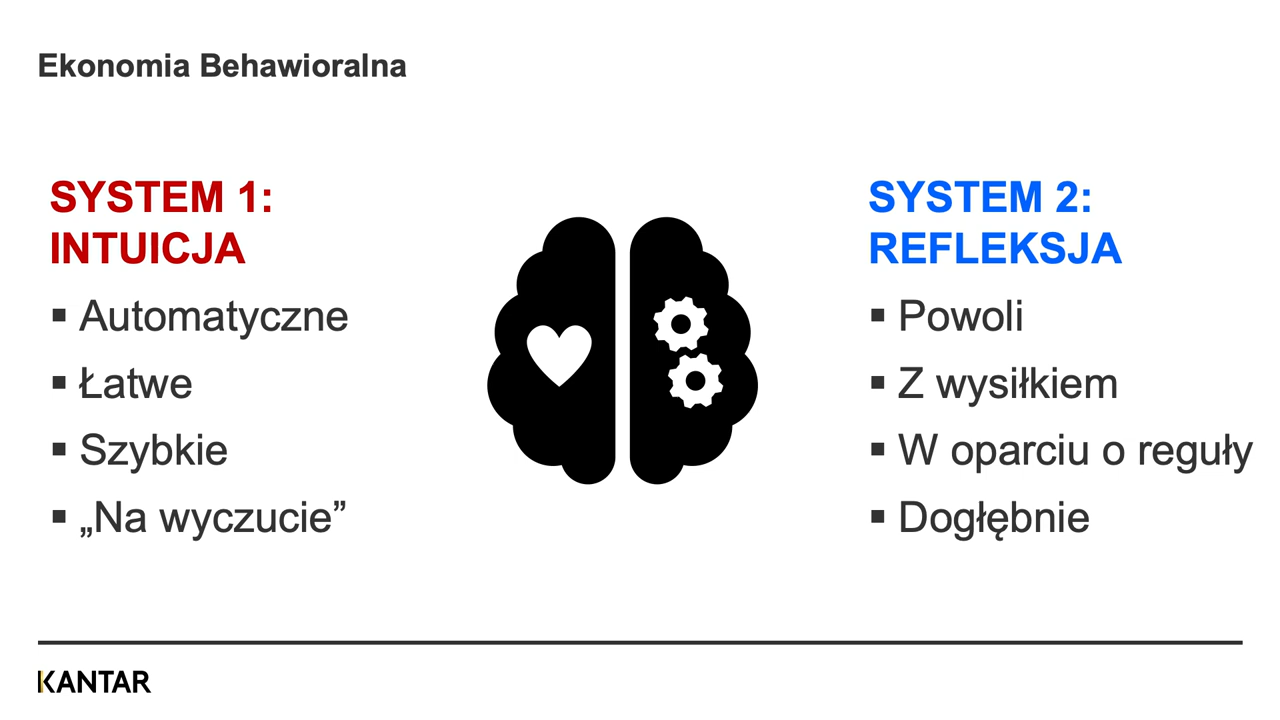 Ekonomia Behawioralna
SYSTEM 1:
INTUICJA
▪ Automatyczne
▪ Łatwe
▪ Szybkie
▪ „Na wyczucie”
SYSTEM 2:
REFLEKSJA
▪ Powoli
▪ Z wysiłkiem
▪ W oparciu o reguły
▪ Dogłębnie
KANTAR